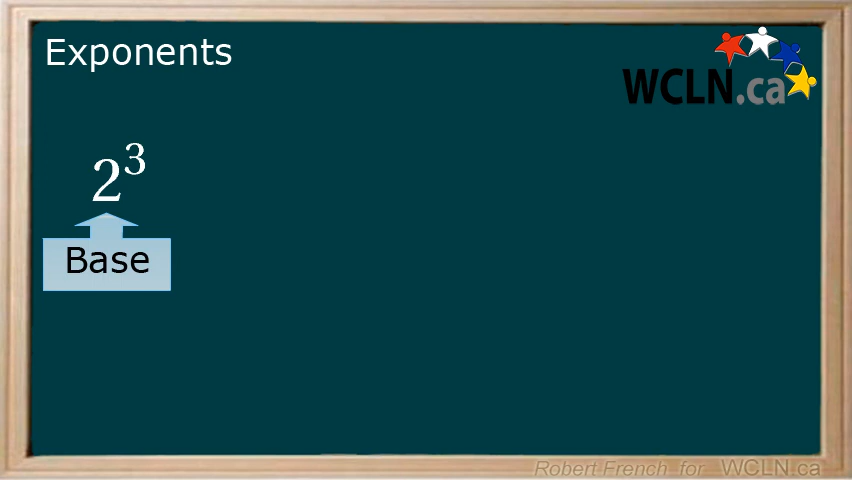 Exponents
WCLN.ca
2³
Base
Robert French for WCLN.ca